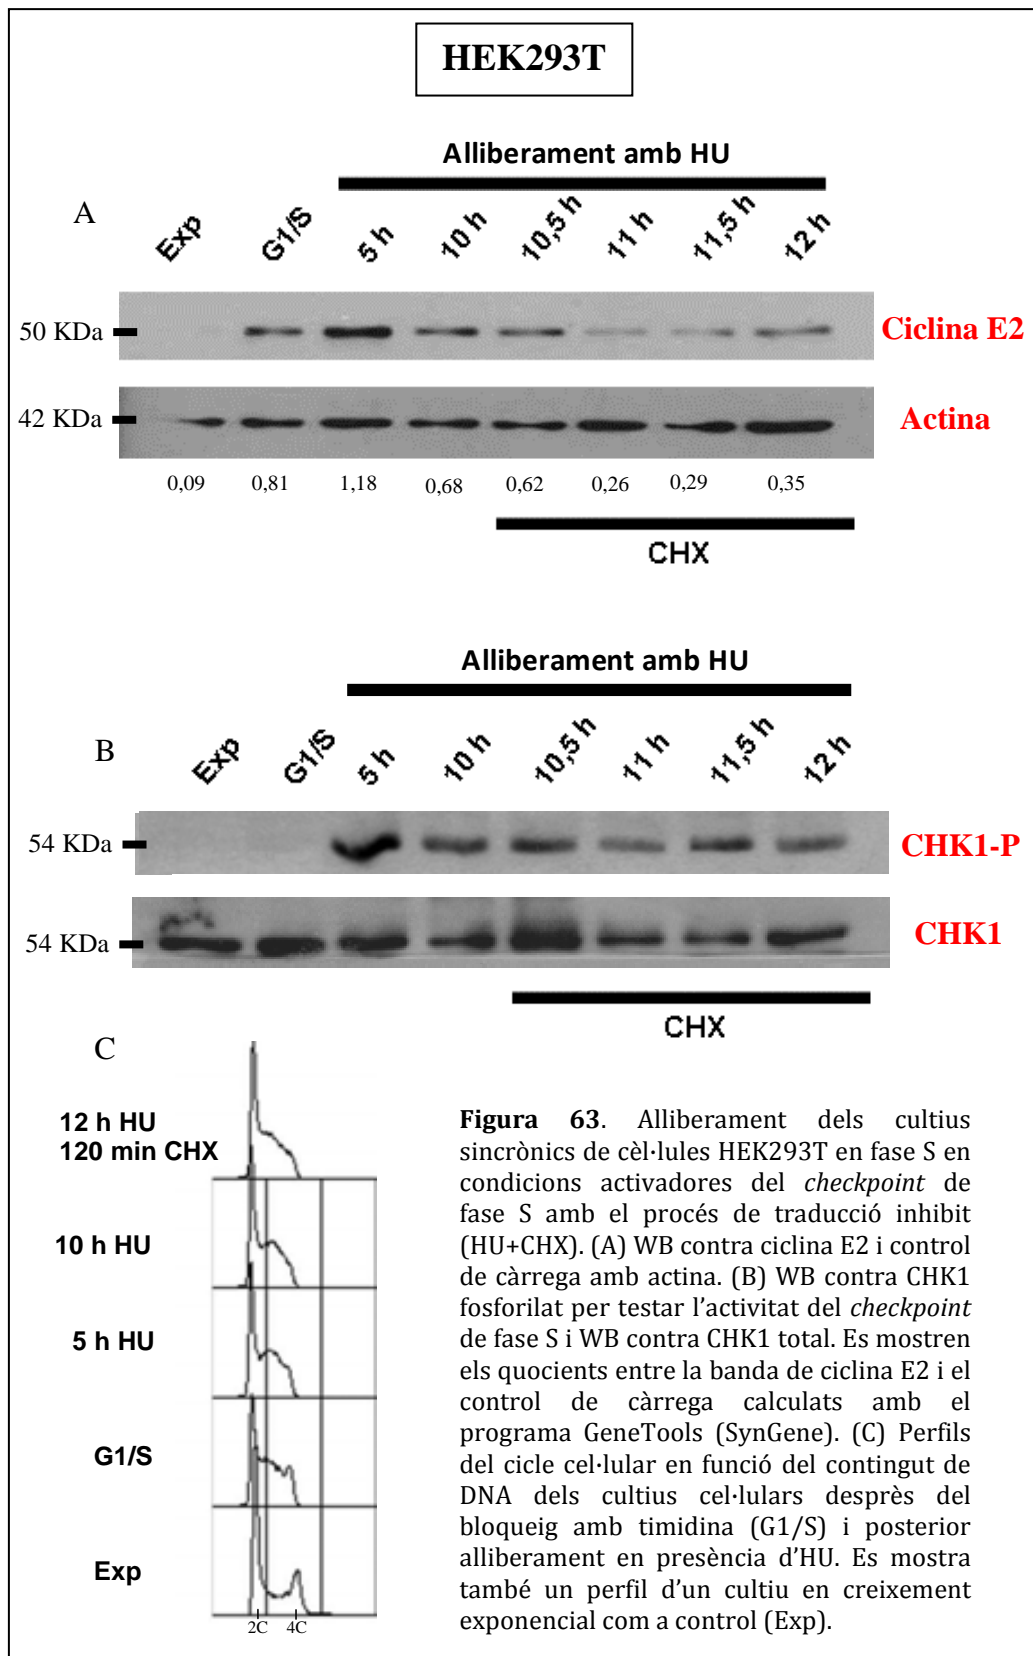 HEK293T
Alliberament amb HU
A
Exp G1/S 5 h 10 h 10,5 h 11 h 11,5 h 12 h
50 KDa Ciclina E2
42 KDa Actina
0,09 0,81 1,18 0,68 0,62 0,26 0,29 0,35
CHX
Alliberament amb HU
B
Exp G1/S 5 h 10 h 10,5 h 11 h 11,5 h 12 h
54 KDa CHK1-P
54 KDa CHK1
CHX
C
12 h HU
120 min CHX
10 h HU
5 h HU
G1/S
Exp
2C 4C
Figura 63. Alliberament dels cultius
sincrònics de cèl·lules HEK293T en fase S en
condicions activadores del checkpoint de
fase S amb el procés de traducció inhibit
(HU+CHX). (A) WB contra ciclina E2 i control
de càrrega amb actina. (B) WB contra CHK1
fosforilat per testar l’activitat del checkpoint
de fase S i WB contra CHK1 total. Es mostren
els quocients entre la banda de ciclina E2 i el
control de càrrega calculats amb el
programa GeneTools (SynGene). (C) Perfils
del cicle cel·lular en funció del contingut de
DNA dels cultius cel·lulars desprès del
bloqueig amb timidina (G1/S) i posterior
alliberament en presència d’HU. Es mostra
també un perfil d’un cultiu en creixement
exponencial com a control (Exp).